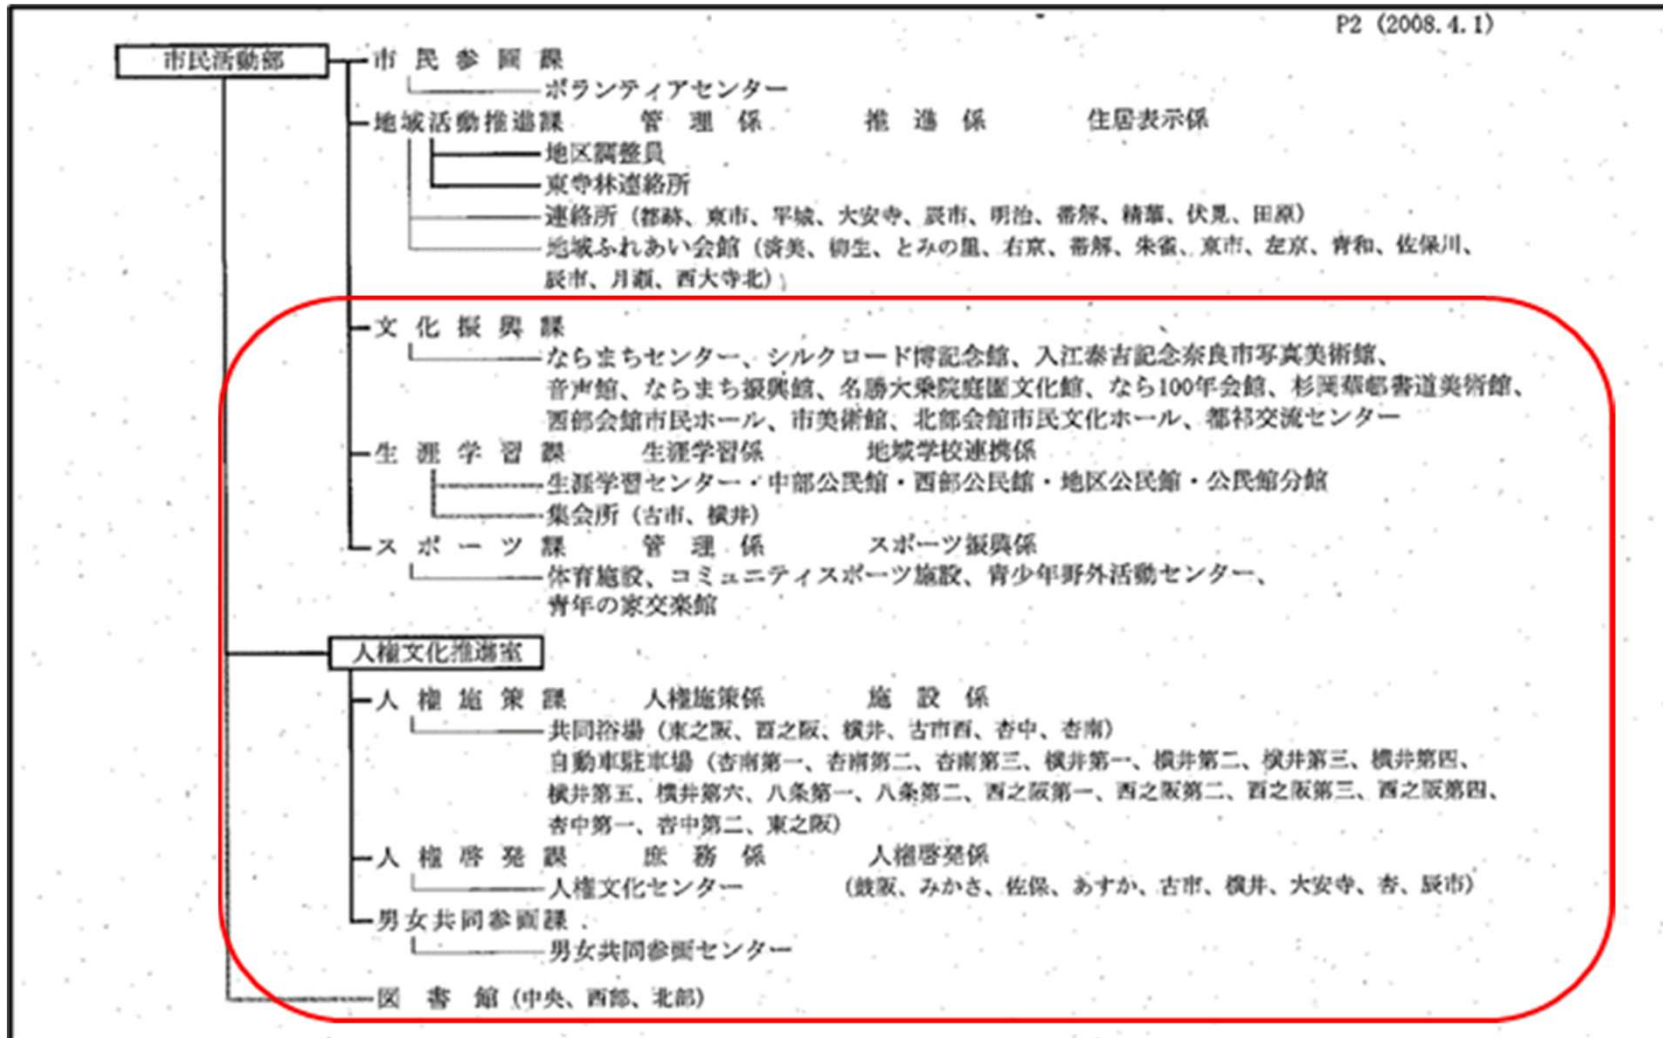 P2 (2008.4.1)
市民活動部
市民参画課
ボランティアセンター
地域活動推進課 管理係 推進係 住居表示係
地区調整員
東寺林連絡所
連絡所（都跡、東市、平城、大安寺、辰市、明治、帯解、精華、伏見、田原）
地域ふれあい会館（済美、柳生、とみの里、右京、帯解、朱雀、東市、左京、青和、佐保川、
辰市、月瀬、西大寺北）
文化振興課
ならまちセンター、シルクロード博記念館、入江泰吉記念奈良市写真美術館、
音声館、ならまち振興館、名勝大乗院庭園文化館、なら100年会館、杉岡華邨書道美術館、
西部会館市民ホール、市美術館、北部会館市民文化ホール、都祁交流センター
生涯学習課 生涯学習係 地域学校連携係
生涯学習センター・中部公民館・西部公民館・地区公民館・公民館分館
集会所（古市、横井）
スポーツ課 管理係 スポーツ振興係
体育施設、コミュニティスポーツ施設、青少年野外活動センター、
青年の家交楽館
人権文化推進室
人権施策課 人権施策係 施設係
共同浴場（東之阪、西之阪、横井、古市西、杏中、杏南）
自動車駐車場（杏南第一、杏南第二、杏南第三、横井第一、横井第二、横井第三、横井第四、
横井第五、横井第六、八条第一、八条第二、西之阪第一、西之阪第二、西之阪第三、西之阪第四、
杏中第一、杏中第二、東之阪）
人権啓発課 庶務係 人権啓発係
人権文化センター （鼓阪、みかさ、佐保、あすか、古市、横井、大安寺、杏、辰市）
男女共同参画課
男女共同参画センター
図書館（中央、西部、北部）